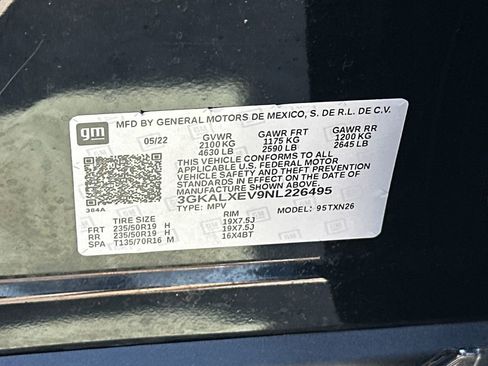 gm
MFD BY GENERAL MOTORS DE MEXICO, S. DE R.L. DE C.V.
05/22 GVWR GAWR FRT GAWR RR
2100 KG 1175 KG 1200 KG
4630 LB 2590 LB 2645 LB
THIS VEHICLE CONFORMS TO ALL
APPLICABLE U.S. FEDERAL MOTOR
VEHICLE SAFETY, BUMPER, AND THEFT
PREVENTION STANDARDS IN EFFECT ON
THE DATE OF MANUFACTURE SHOWN ABOVE.
3GKALXEV9NL226495
384A
TYPE: MPV MODEL: 95TXN26
TIRE SIZE RIM
FRT 235/50R19 H 19X7.5J
RR 235/50R19 H 19X7.5J
SPA T135/70R16 M 16X4BT